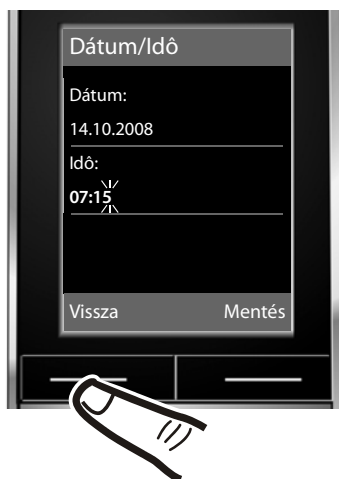 Dátum/Idô
Dátum:
14.10.2008
Idô:
07:15
Vissza Mentés